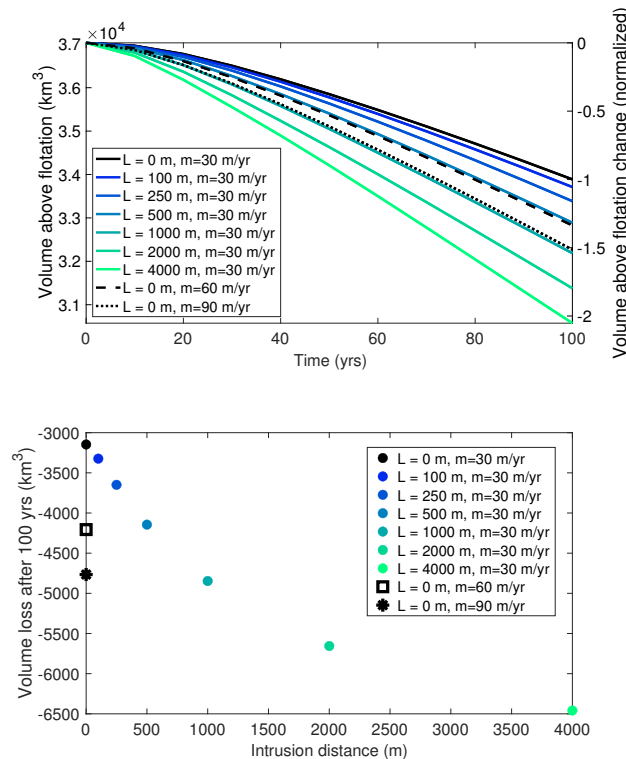 ×10⁴
3.7
3.6
3.5
3.4
3.3
3.2
3.1
Volume above flotation (km³)
0
-0.5
-1
-1.5
-2
Volume above flotation change (normalized)
L = 0 m, m=30 m/yr
L = 100 m, m=30 m/yr
L = 250 m, m=30 m/yr
L = 500 m, m=30 m/yr
L = 1000 m, m=30 m/yr
L = 2000 m, m=30 m/yr
L = 4000 m, m=30 m/yr
L = 0 m, m=60 m/yr
L = 0 m, m=90 m/yr
0 20 40 60 80 100
Time (yrs)
-3000
-3500
-4000
-4500
-5000
-5500
-6000
-6500
Volume loss after 100 yrs (km³)
L = 0 m, m=30 m/yr
L = 100 m, m=30 m/yr
L = 250 m, m=30 m/yr
L = 500 m, m=30 m/yr
L = 1000 m, m=30 m/yr
L = 2000 m, m=30 m/yr
L = 4000 m, m=30 m/yr
L = 0 m, m=60 m/yr
L = 0 m, m=90 m/yr
0 500 1000 1500 2000 2500 3000 3500 4000
Intrusion distance (m)